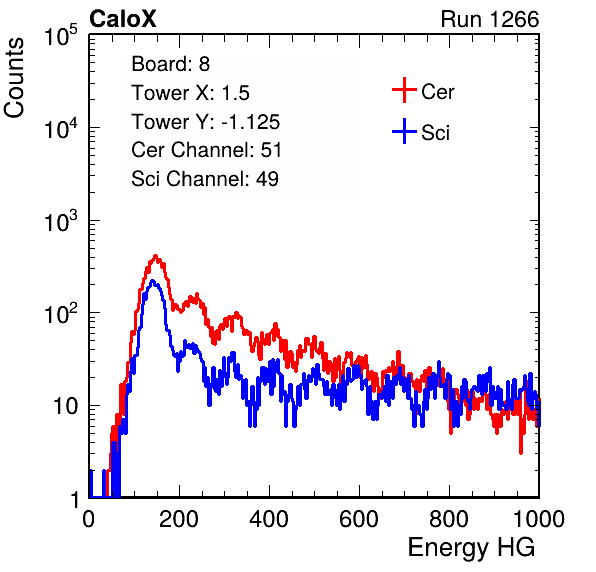 CaloX Run 1266
Counts
10^5
Board: 8
Tower X: 1.5
Tower Y: -1.125
Cer Channel: 51
Sci Channel: 49
Cer
Sci
10^4
10^3
10^2
10
1
0 200 400 600 800 1000
Energy HG